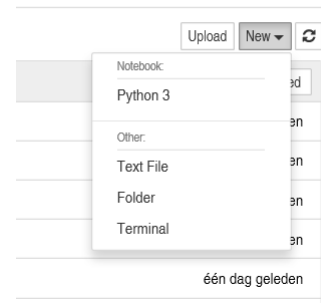 Upload New
Notebook:
Python 3
ed
en
Other:
Text File
en
Folder
en
Terminal
en
één dag geleden